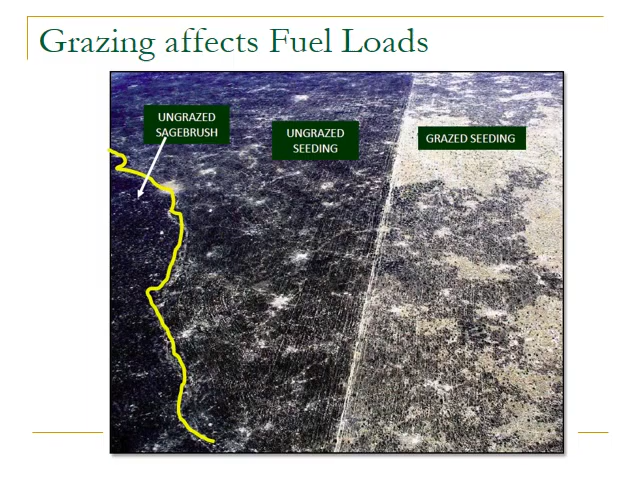 Grazing affects Fuel Loads
UNGRAZED
SAGEBRUSH
UNGRAZED
SEEDING
GRAZED SEEDING